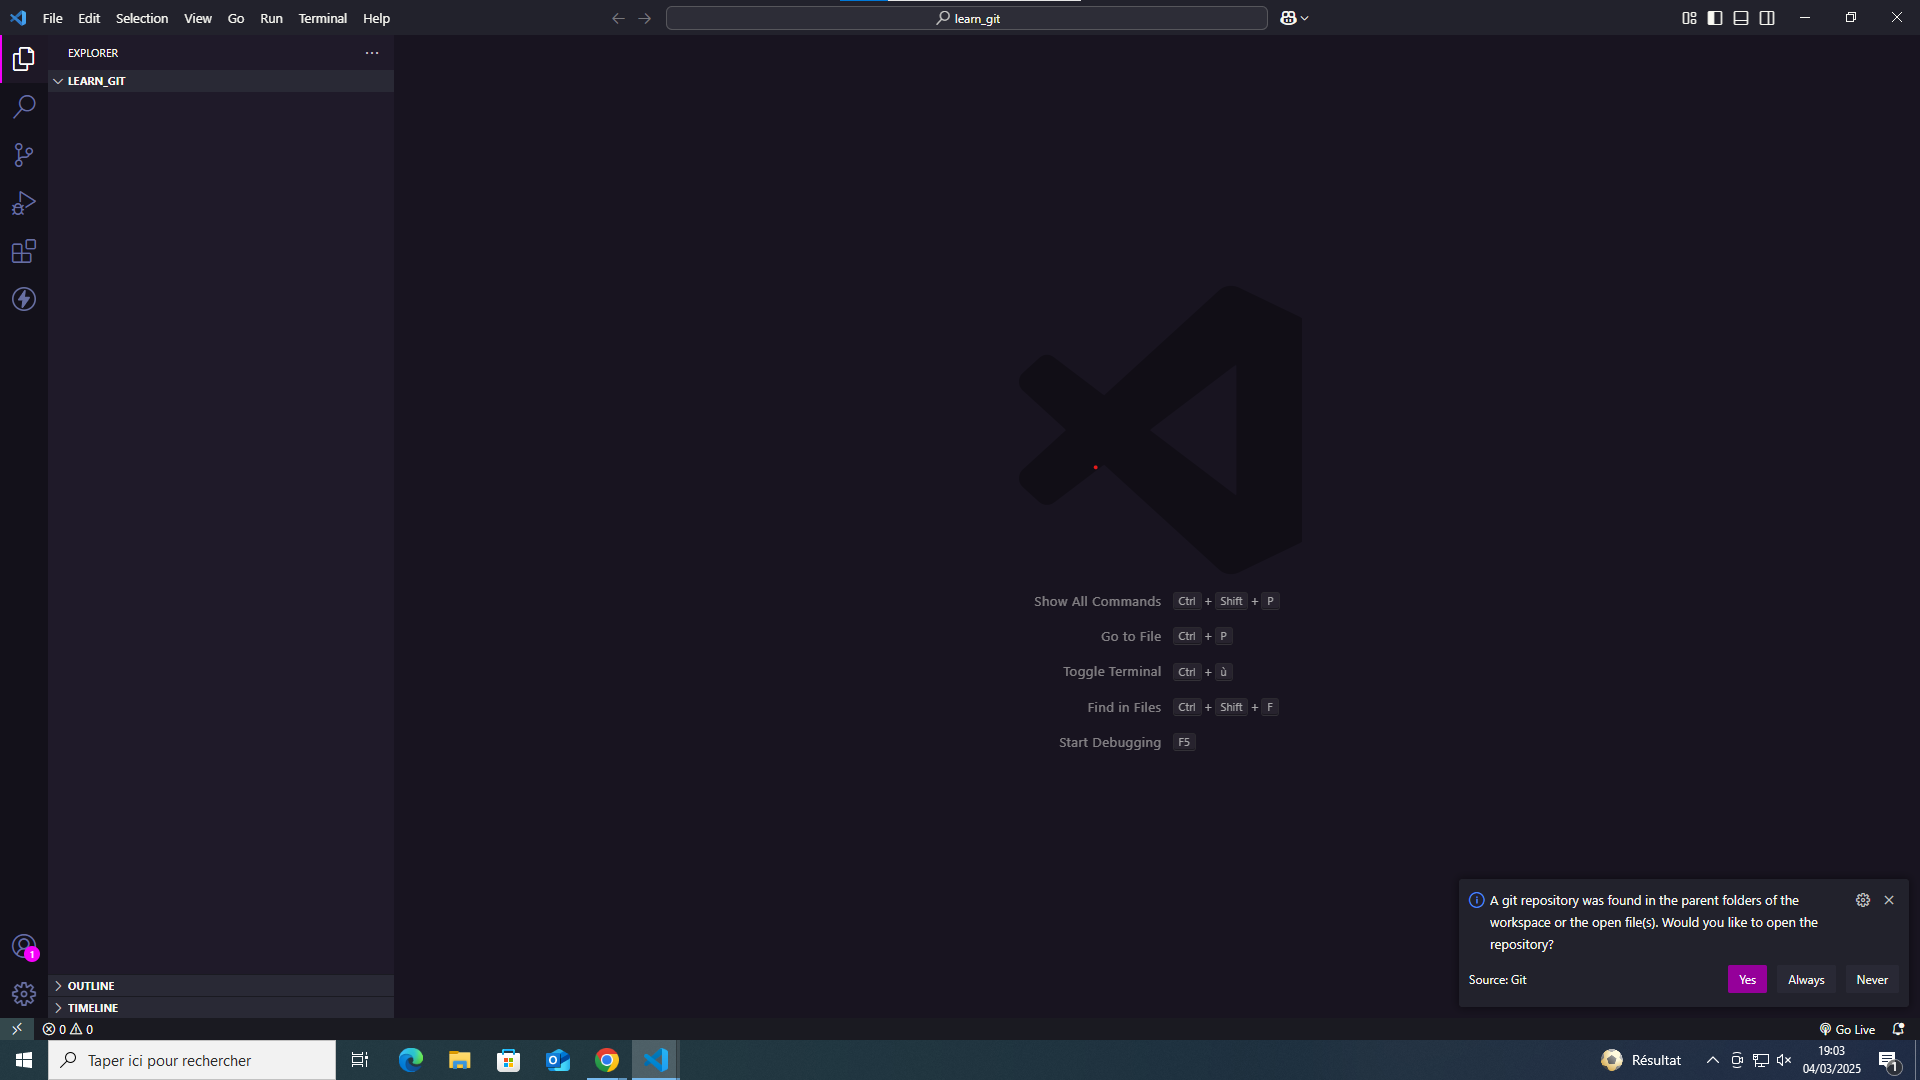 File Edit Selection View Go Run Terminal Help
learn_git
EXPLORER
LEARN_GIT
Show All Commands Ctrl + Shift + P
Go to File Ctrl + P
Toggle Terminal Ctrl + ù
Find in Files Ctrl + Shift + F
Start Debugging F5
A git repository was found in the parent folders of the
workspace or the open file(s). Would you like to open the
repository?
Source: Git Yes Always Never
1
OUTLINE
TIMELINE
0 0 Go Live
Taper ici pour rechercher
Résultat
19:03
04/03/2025
1